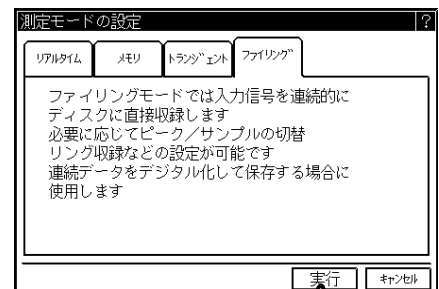 測定モードの設定 ?
リアルタイム メモリ トランジェント ファイリング
ファイリングモードでは入力信号を連続的に
ディスクに直接収録します
必要に応じてピーク／サンプルの切替
リング収録などの設定が可能です
連続データをデジタル化して保存する場合に
使用します
実行 キャンセル